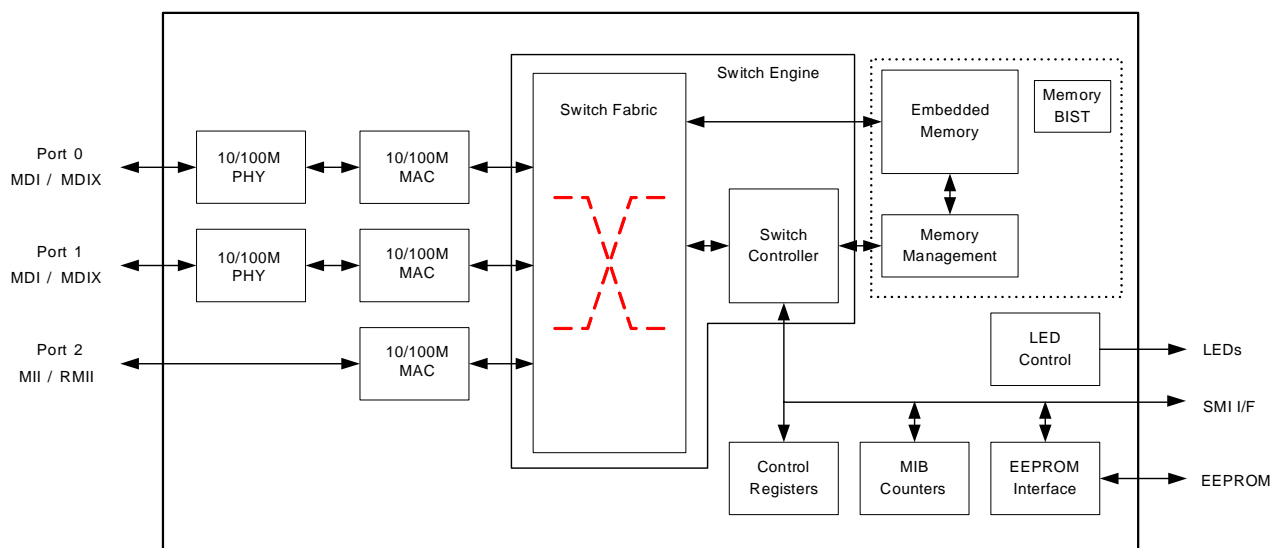 Switch Engine
Switch Fabric
Embedded
Memory
Memory
BIST
Port 0
MDI / MDIX
10/100M
PHY
10/100M
MAC
Port 1
MDI / MDIX
10/100M
PHY
10/100M
MAC
Switch
Controller
Memory
Management
Port 2
MII / RMII
10/100M
MAC
LED
Control
LEDs
SMI I/F
Control
Registers
MIB
Counters
EEPROM
Interface
EEPROM